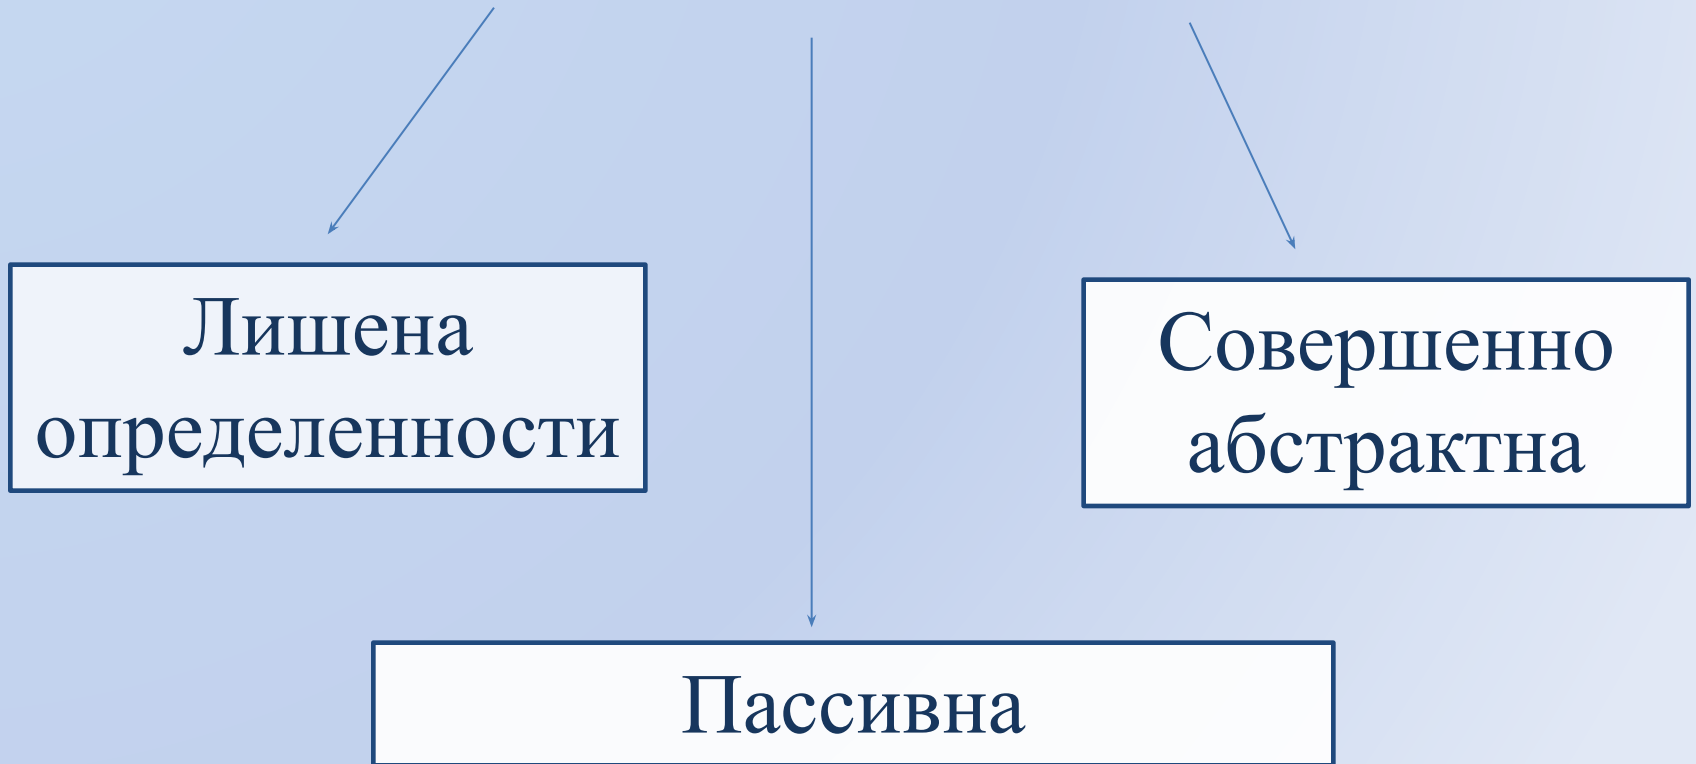 Лишена
определенности
Совершенно
абстрактна
Пассивна